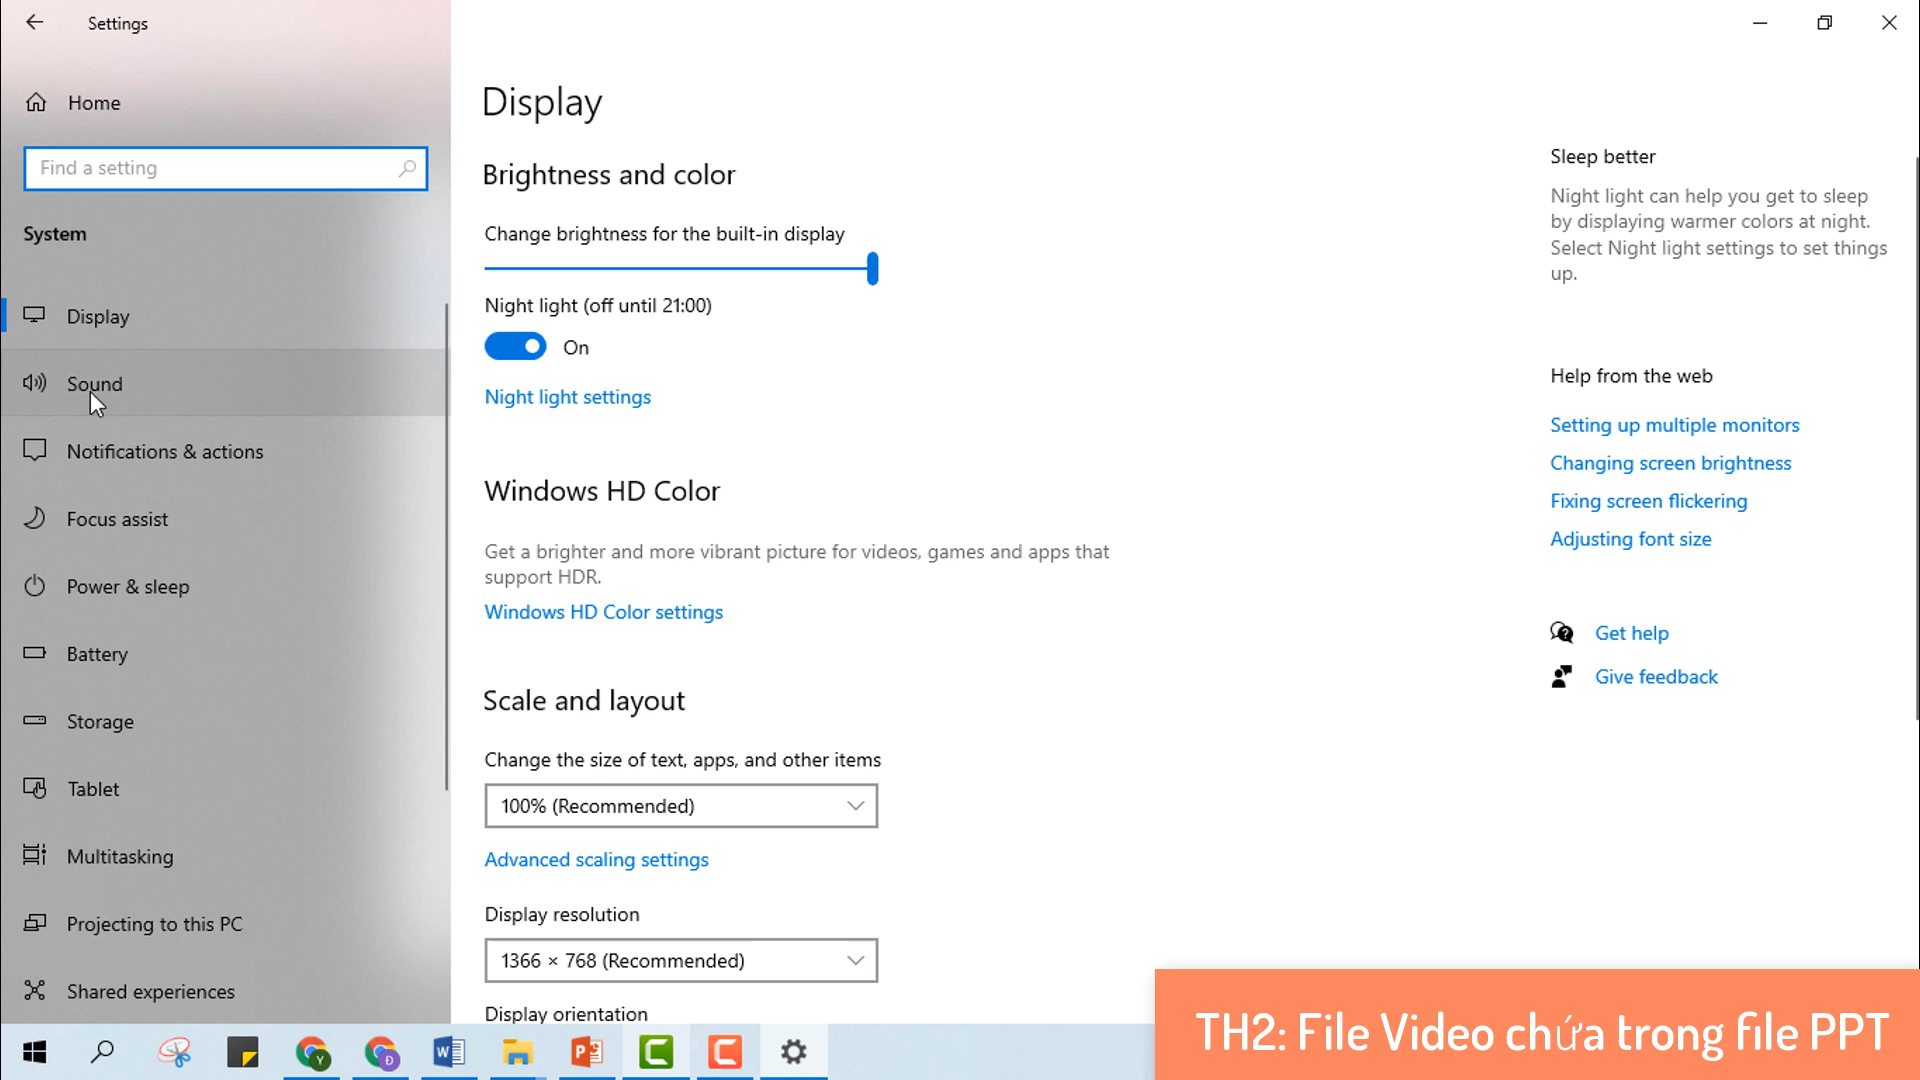 Settings
Home
Find a setting
System
Display
Sound
Notifications & actions
Focus assist
Power & sleep
Battery
Storage
Tablet
Multitasking
Projecting to this PC
Shared experiences
Display
Brightness and color
Change brightness for the built-in display
Night light (off until 21:00)
On
Night light settings
Windows HD Color
Get a brighter and more vibrant picture for videos, games and apps that
support HDR.
Windows HD Color settings
Scale and layout
Change the size of text, apps, and other items
100% (Recommended)
Advanced scaling settings
Display resolution
1366 × 768 (Recommended)
Display orientation
Sleep better
Night light can help you get to sleep
by displaying warmer colors at night.
Select Night light settings to set things
up.
Help from the web
Setting up multiple monitors
Changing screen brightness
Fixing screen flickering
Adjusting font size
Get help
Give feedback
TH2: File Video chứa trong file PPT